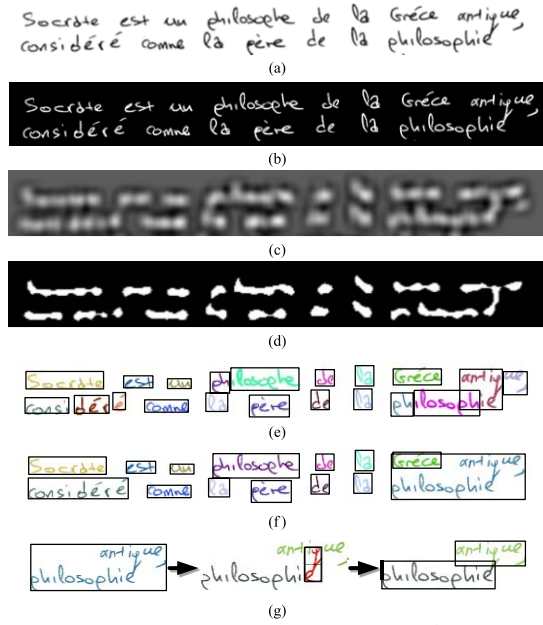 Socrate est un philosophe de la Gréce antique,
considéré comme la père de la philosophie
(a)
Socrate est un philosophe de la Gréce antique,
considéré comme la père de la philosophie
(b)
(c)
(d)
Socrate est un philosophe de la Gréce antique,
considéré comme la père de la philosophie
(e)
Socrate est un philosophe de la Gréce antique,
considéré comme la père de la philosophie
(f)
antique, antique, antique,
philosophie philosophie philosophie
(g)